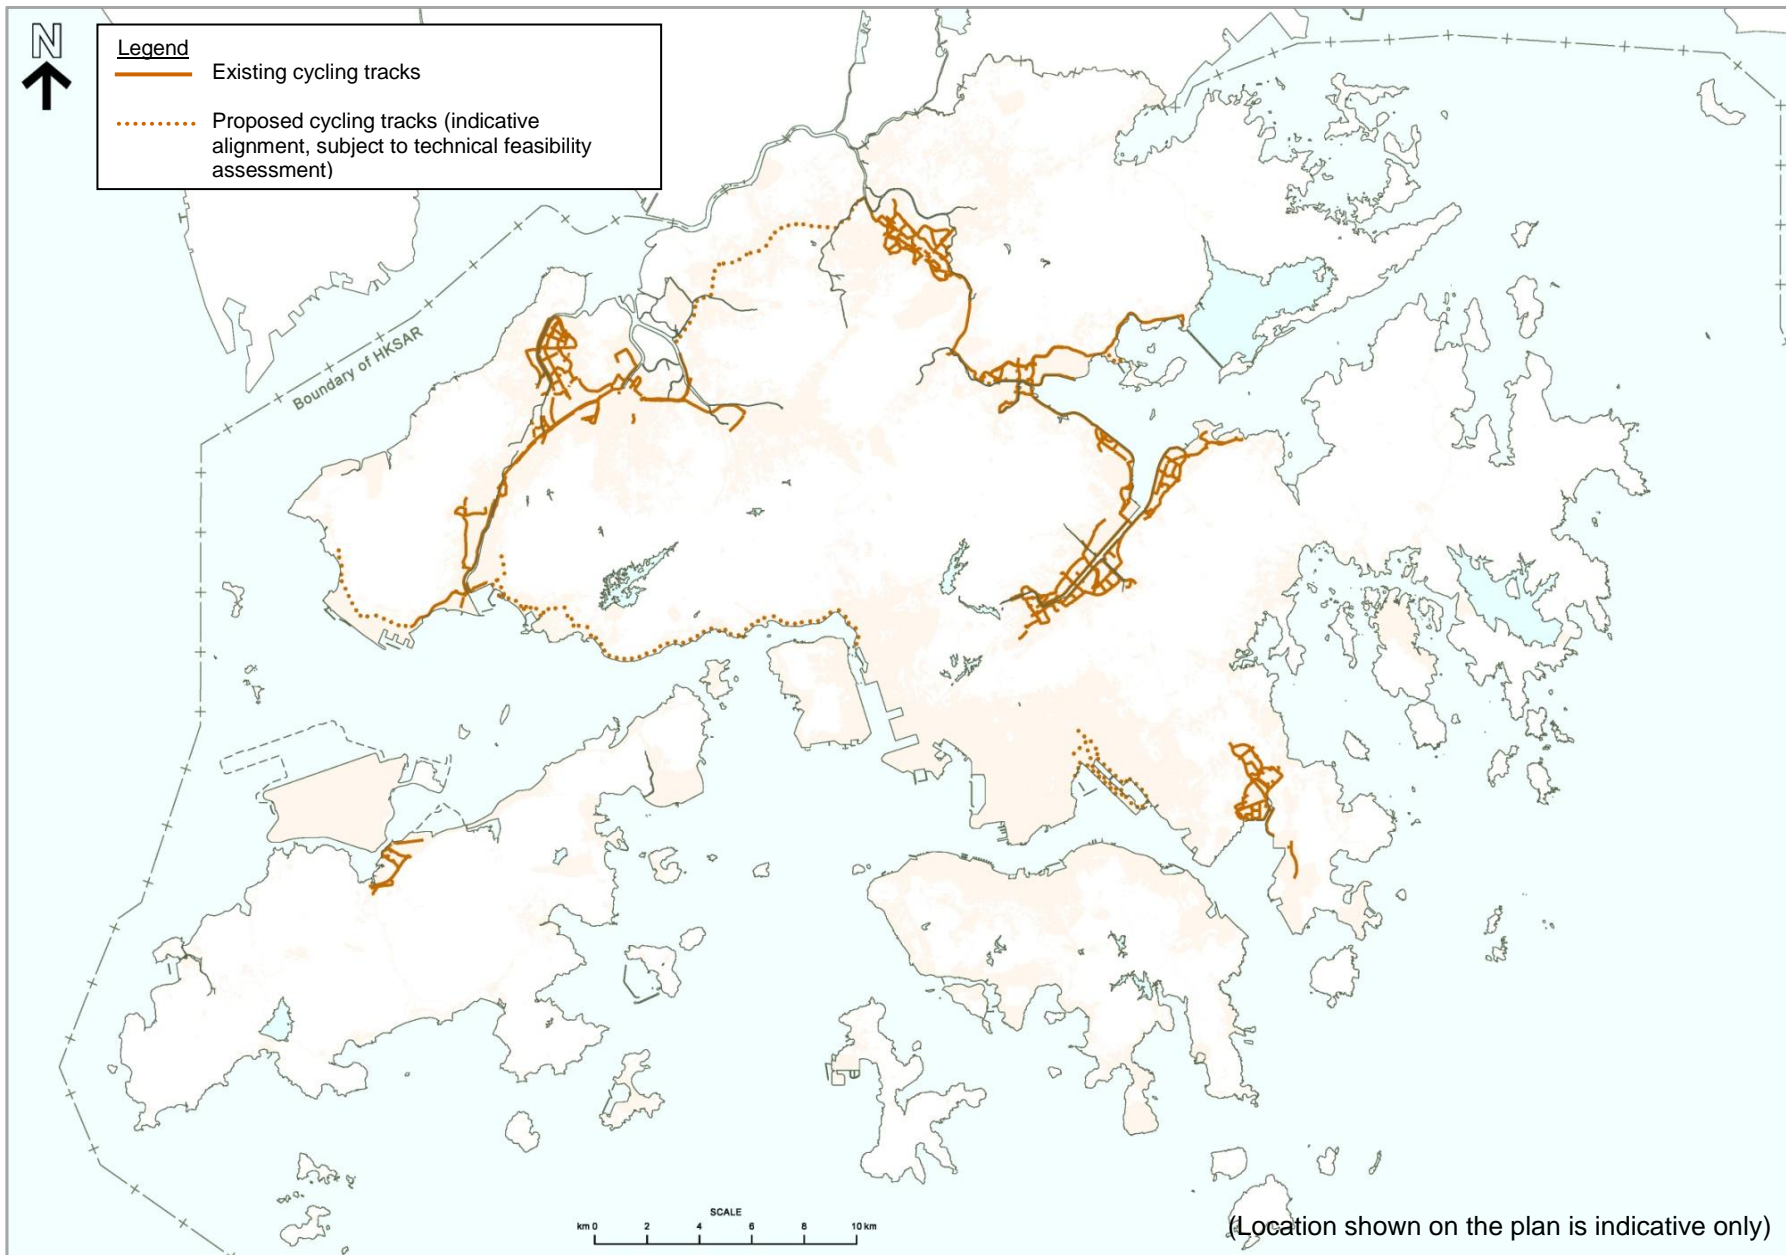 N
Legend
Existing cycling tracks
Proposed cycling tracks (indicative
alignment, subject to technical feasibility
assessment)
Boundary of HKSAR
SCALE
km 0 2 4 6 8 10 km
(Location shown on the plan is indicative only)